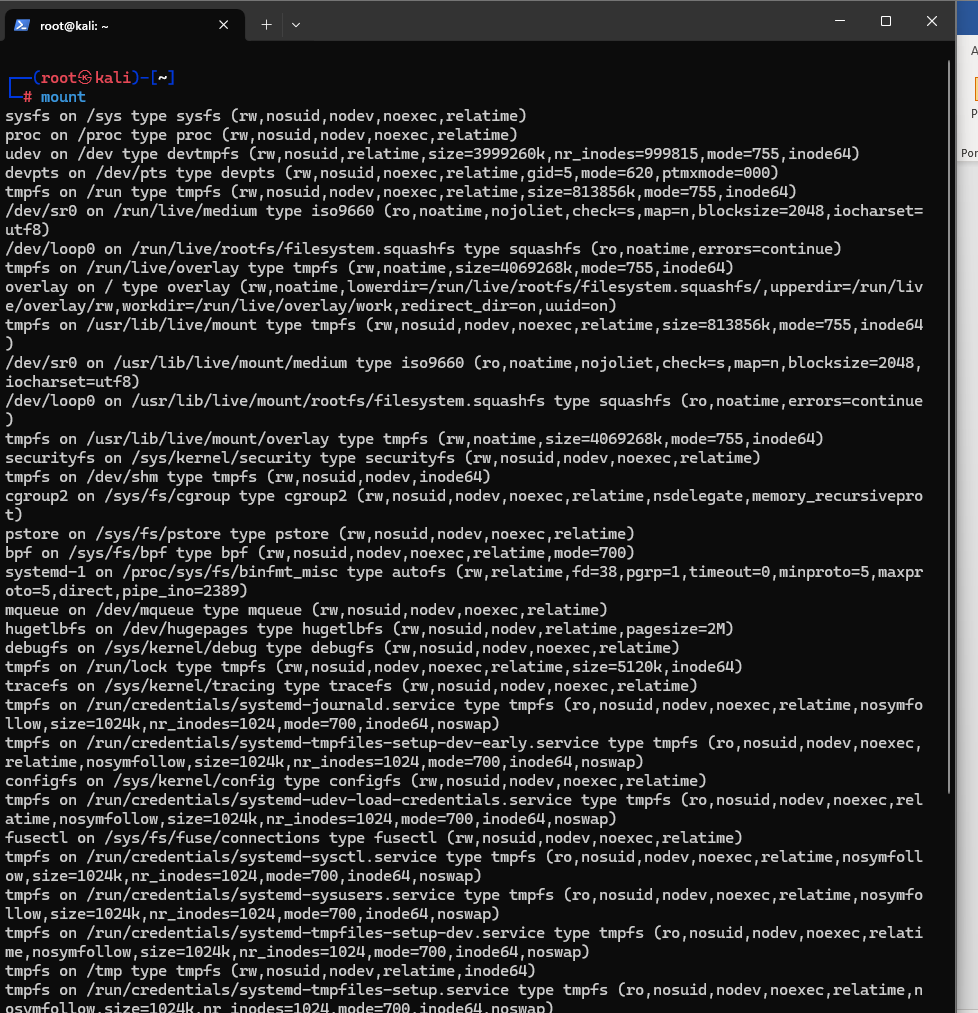 root@kali: ~
┌──(root㉿kali)-[~]
└─# mount
sysfs on /sys type sysfs (rw,nosuid,nodev,noexec,relatime)
proc on /proc type proc (rw,nosuid,nodev,noexec,relatime)
udev on /dev type devtmpfs (rw,nosuid,relatime,size=3999260k,nr_inodes=999815,mode=755,inode64)
devpts on /dev/pts type devpts (rw,nosuid,noexec,relatime,gid=5,mode=620,ptmxmode=000)
tmpfs on /run type tmpfs (rw,nosuid,nodev,noexec,relatime,size=813856k,mode=755,inode64)
/dev/sr0 on /run/live/medium type iso9660 (ro,noatime,nojoliet,check=s,map=n,blocksize=2048,iocharset=
utf8)
/dev/loop0 on /run/live/rootfs/filesystem.squashfs type squashfs (ro,noatime,errors=continue)
tmpfs on /run/live/overlay type tmpfs (rw,noatime,size=4069268k,mode=755,inode64)
overlay on / type overlay (rw,noatime,lowerdir=/run/live/rootfs/filesystem.squashfs/,upperdir=/run/liv
e/overlay/rw,workdir=/run/live/overlay/work,redirect_dir=on,uuid=on)
tmpfs on /usr/lib/live/mount type tmpfs (rw,nosuid,nodev,noexec,relatime,size=813856k,mode=755,inode64
)
/dev/sr0 on /usr/lib/live/mount/medium type iso9660 (ro,noatime,nojoliet,check=s,map=n,blocksize=2048,
iocharset=utf8)
/dev/loop0 on /usr/lib/live/mount/rootfs/filesystem.squashfs type squashfs (ro,noatime,errors=continue
)
tmpfs on /usr/lib/live/mount/overlay type tmpfs (rw,noatime,size=4069268k,mode=755,inode64)
securityfs on /sys/kernel/security type securityfs (rw,nosuid,nodev,noexec,relatime)
tmpfs on /dev/shm type tmpfs (rw,nosuid,nodev,inode64)
cgroup2 on /sys/fs/cgroup type cgroup2 (rw,nosuid,nodev,noexec,relatime,nsdelegate,memory_recursivepro
t)
pstore on /sys/fs/pstore type pstore (rw,nosuid,nodev,noexec,relatime)
bpf on /sys/fs/bpf type bpf (rw,nosuid,nodev,noexec,relatime,mode=700)
systemd-1 on /proc/sys/fs/binfmt_misc type autofs (rw,relatime,fd=38,pgrp=1,timeout=0,minproto=5,maxpr
oto=5,direct,pipe_ino=2389)
mqueue on /dev/mqueue type mqueue (rw,nosuid,nodev,noexec,relatime)
hugetlbfs on /dev/hugepages type hugetlbfs (rw,nosuid,nodev,relatime,pagesize=2M)
debugfs on /sys/kernel/debug type debugfs (rw,nosuid,nodev,noexec,relatime)
tmpfs on /run/lock type tmpfs (rw,nosuid,nodev,noexec,relatime,size=5120k,inode64)
tracefs on /sys/kernel/tracing type tracefs (rw,nosuid,nodev,noexec,relatime)
tmpfs on /run/credentials/systemd-journald.service type tmpfs (ro,nosuid,nodev,noexec,relatime,nosymfo
llow,size=1024k,nr_inodes=1024,mode=700,inode64,noswap)
tmpfs on /run/credentials/systemd-tmpfiles-setup-dev-early.service type tmpfs (ro,nosuid,nodev,noexec,
relatime,nosymfollow,size=1024k,nr_inodes=1024,mode=700,inode64,noswap)
configfs on /sys/kernel/config type configfs (rw,nosuid,nodev,noexec,relatime)
tmpfs on /run/credentials/systemd-udev-load-credentials.service type tmpfs (ro,nosuid,nodev,noexec,rel
atime,nosymfollow,size=1024k,nr_inodes=1024,mode=700,inode64,noswap)
fusectl on /sys/fs/fuse/connections type fusectl (rw,nosuid,nodev,noexec,relatime)
tmpfs on /run/credentials/systemd-sysctl.service type tmpfs (ro,nosuid,nodev,noexec,relatime,nosymfoll
ow,size=1024k,nr_inodes=1024,mode=700,inode64,noswap)
tmpfs on /run/credentials/systemd-sysusers.service type tmpfs (ro,nosuid,nodev,noexec,relatime,nosymfo
llow,size=1024k,nr_inodes=1024,mode=700,inode64,noswap)
tmpfs on /run/credentials/systemd-tmpfiles-setup-dev.service type tmpfs (ro,nosuid,nodev,noexec,relati
me,nosymfollow,size=1024k,nr_inodes=1024,mode=700,inode64,noswap)
tmpfs on /tmp type tmpfs (rw,nosuid,nodev,relatime,inode64)
tmpfs on /run/credentials/systemd-tmpfiles-setup.service type tmpfs (ro,nosuid,nodev,noexec,relatime,n
osymfollow,size=1024k,nr_inodes=1024,mode=700,inode64,noswap)